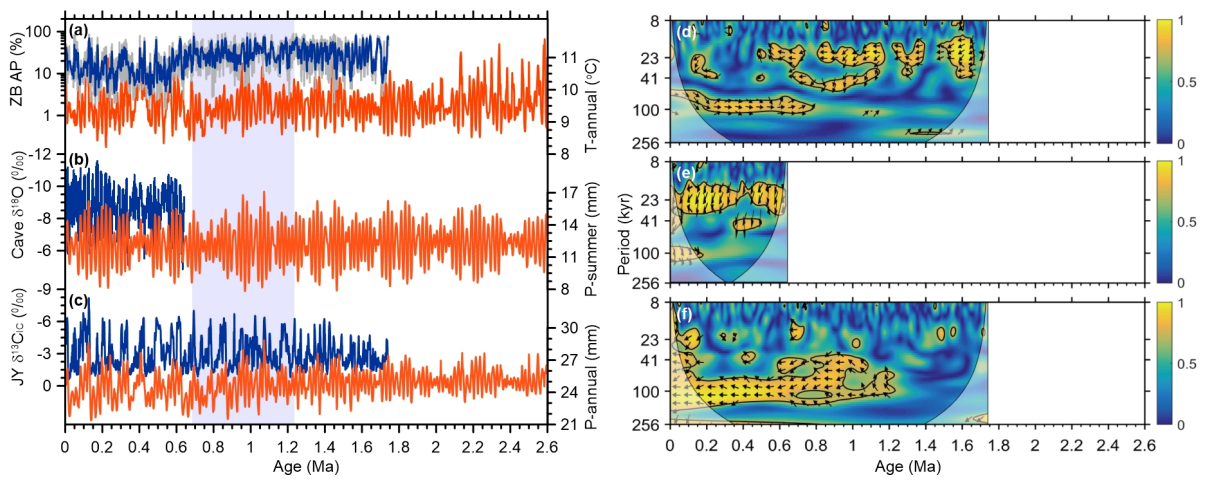 (a)
ZB AP (%)
100
10
1
T-annual (°C)
11
10
9
8
(b)
Cave δ¹⁸O (⁰/₀₀)
-12
-10
-8
-6
-9
P-summer (mm)
17
14
11
8
(c)
JY δ¹³C_IC (⁰/₀₀)
-6
-3
0
P-annual (mm)
30
27
24
21
0 0.2 0.4 0.6 0.8 1.0 1.2 1.4 1.6 1.8 2.0 2.2 2.4 2.6
Age (Ma)
(d)
8
23
41
100
256
1
0.5
0
(e)
8
23
41
100
256
Period (kyr)
1
0.5
0
(f)
8
23
41
100
256
1
0.5
0
0 0.2 0.4 0.6 0.8 1 1.2 1.4 1.6 1.8 2 2.2 2.4 2.6
Age (Ma)